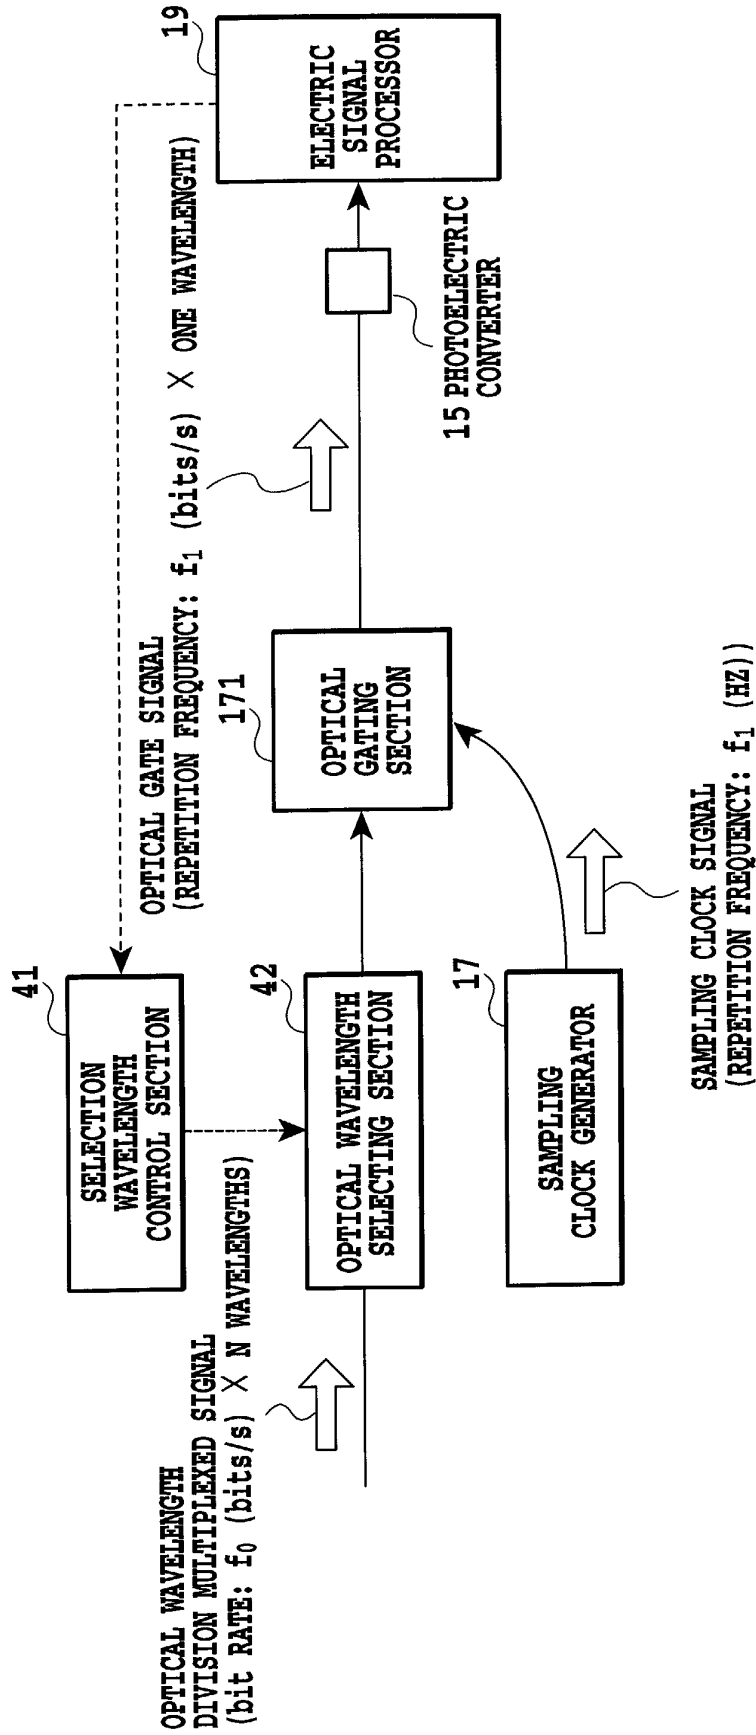 OPTICAL WAVELENGTH
DIVISION MULTIPLEXED SIGNAL
(bit RATE: f₀ (bits/s) × N WAVELENGTHS)
41
SELECTION
WAVELENGTH
CONTROL SECTION
42
OPTICAL WAVELENGTH
SELECTING SECTION
17
SAMPLING
CLOCK GENERATOR
SAMPLING CLOCK SIGNAL
(REPETITION FREQUENCY: f₁ (HZ))
OPTICAL GATE SIGNAL
(REPETITION FREQUENCY: f₁ (bits/s) × ONE WAVELENGTH)
171
OPTICAL
GATING
SECTION
15 PHOTOELECTRIC
CONVERTER
19
ELECTRIC
SIGNAL
PROCESSOR